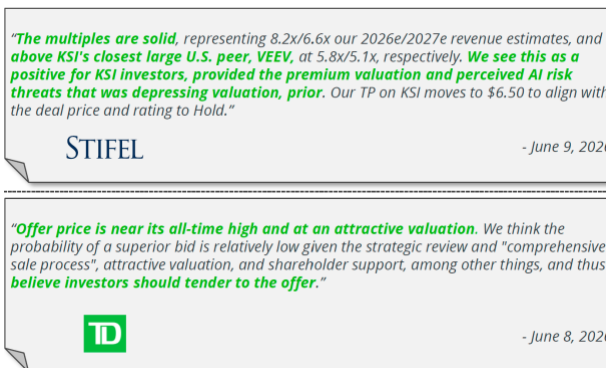 “The multiples are solid, representing 8.2x/6.6x our 2026e/2027e revenue estimates, and
above KSI's closest large U.S. peer, VEEV, at 5.8x/5.1x, respectively. We see this as a
positive for KSI investors, provided the premium valuation and perceived AI risk
threats that was depressing valuation, prior. Our TP on KSI moves to $6.50 to align with
the deal price and rating to Hold.”
STIFEL
- June 9, 2026
“Offer price is near its all-time high and at an attractive valuation. We think the
probability of a superior bid is relatively low given the strategic review and "comprehensive
sale process", attractive valuation, and shareholder support, among other things, and thus
believe investors should tender to the offer.”
TD
- June 8, 2026